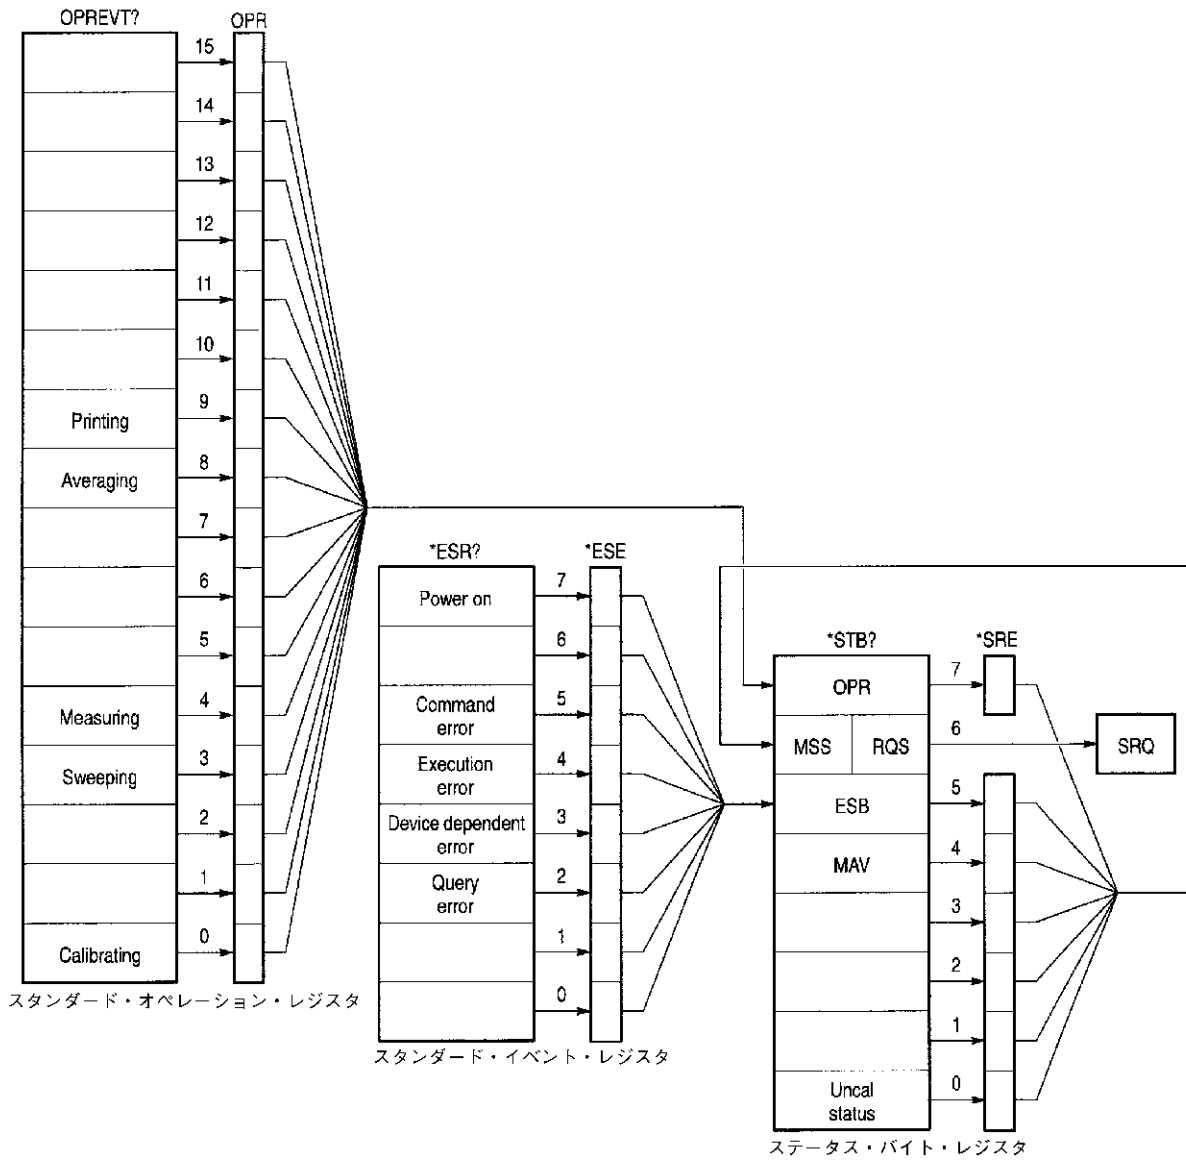 OPREVT?
OPR
15
14
13
12
11
10
Printing
9
Averaging
8
7
6
5
Measuring
4
Sweeping
3
2
1
Calibrating
0
スタンダード・オペレーション・レジスタ
*ESR?
*ESE
Power on
7
6
Command
error
5
Execution
error
4
Device dependent
error
3
Query
error
2
1
0
スタンダード・イベント・レジスタ
*STB?
*SRE
OPR
7
MSS
RQS
6
SRQ
ESB
5
MAV
4
3
2
1
Uncal
status
0
ステータス・バイト・レジスタ